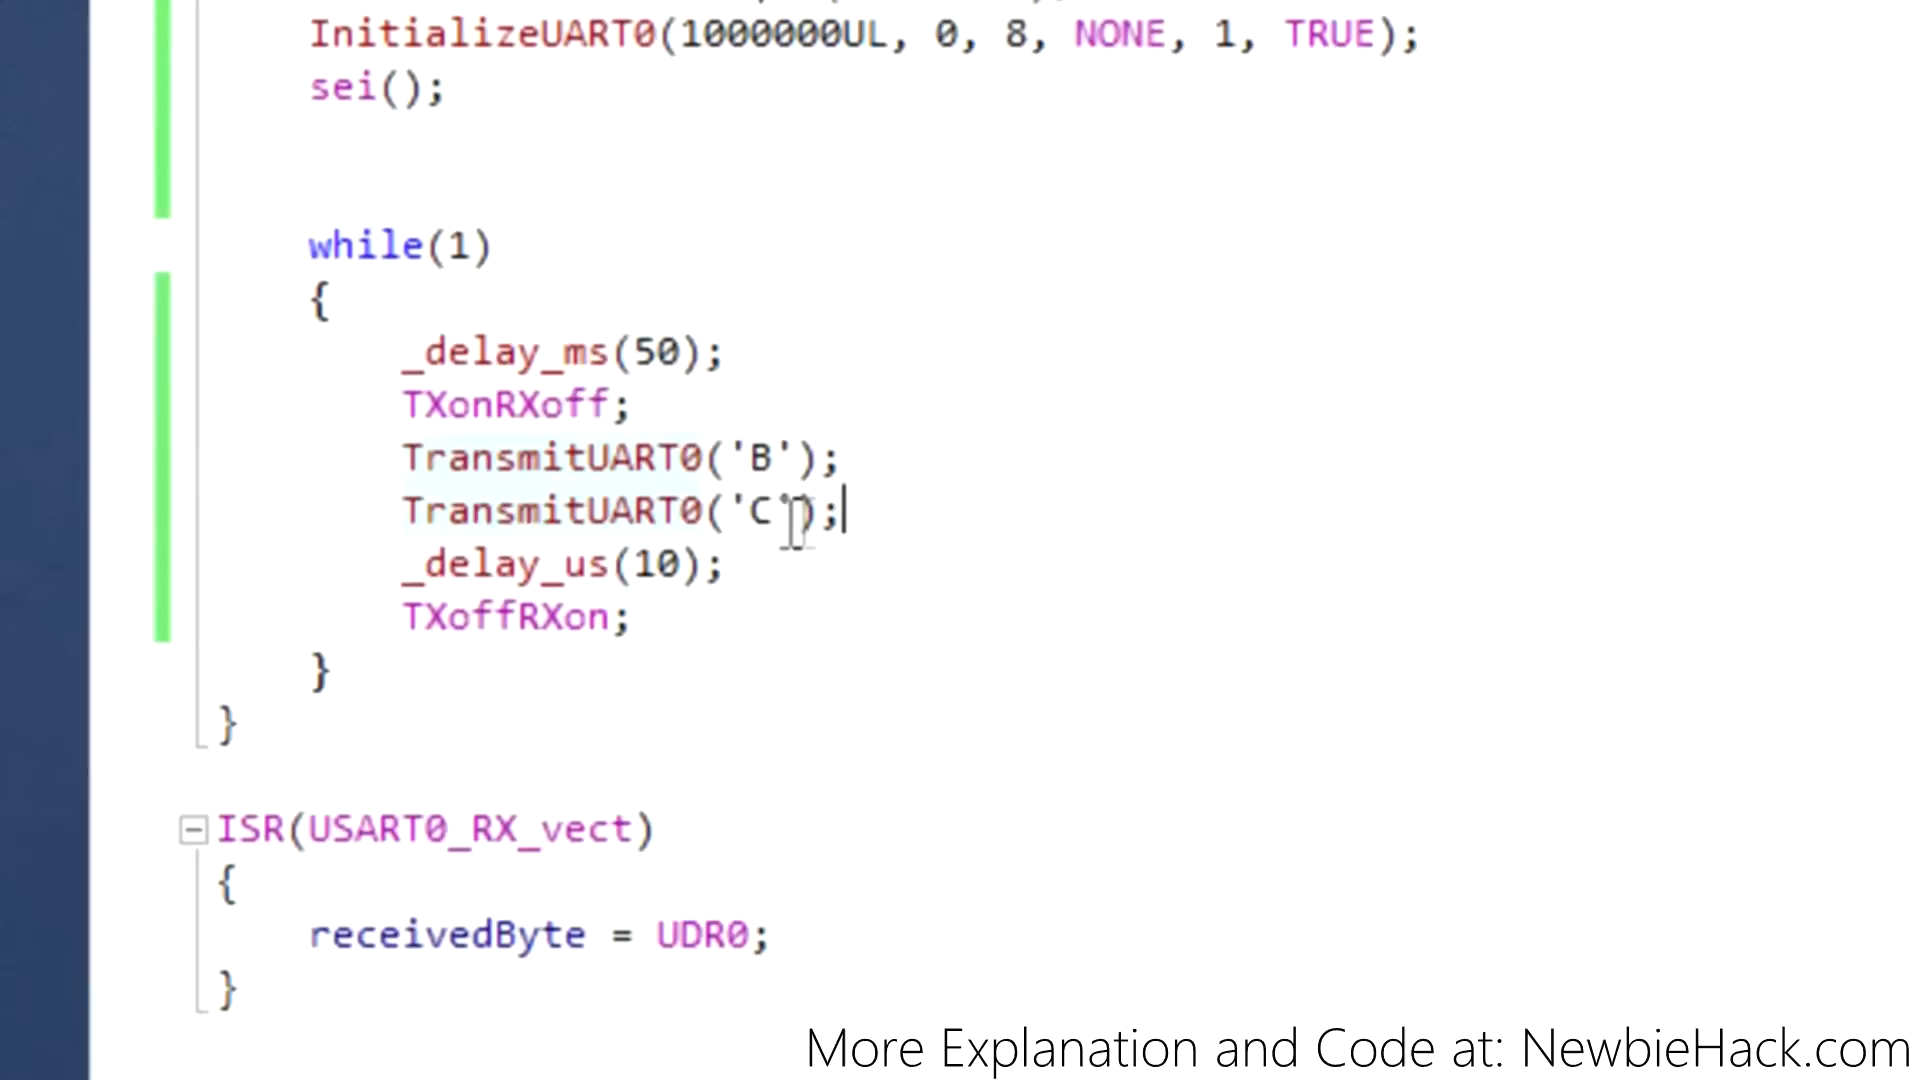 InitializeUART0(1000000UL, 0, 8, NONE, 1, TRUE);
sei();
while(1)
{
_delay_ms(50);
TXonRXoff;
TransmitUART0('B');
TransmitUART0('C');
_delay_us(10);
TXoffRXon;
}
}
ISR(USART0_RX_vect)
{
receivedByte = UDR0;
}
More Explanation and Code at: NewbieHack.com